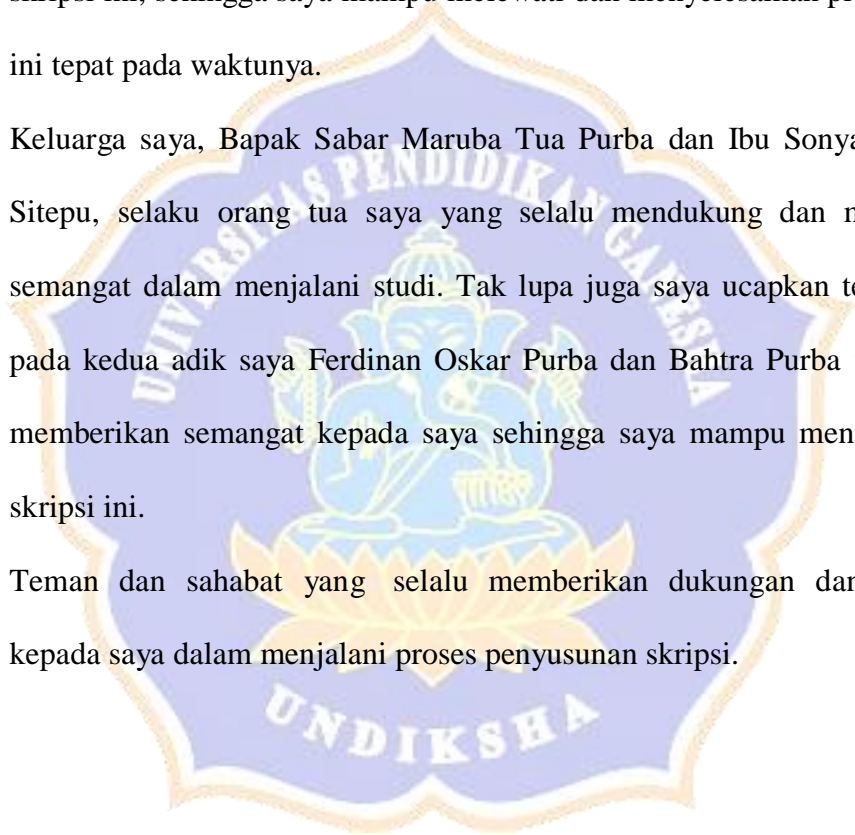 skripsi ini, sehingga saya mampu melewati dan menyelesaikan
ini tepat pada waktunya.
Keluarga saya, Bapak Sabar Maruba Tua Purba dan Ibu Sonya
Sitepu, selaku orang tua saya yang selalu mendukung dan
semangat dalam menjalani studi. Tak lupa juga saya ucapkan
pada kedua adik saya Ferdinan Oskar Purba dan Bahtra Purba
memberikan semangat kepada saya sehingga saya mampu
skripsi ini.
Teman dan sahabat yang selalu memberikan dukungan dan
kepada saya dalam menjalani proses penyusunan skripsi.
UNIVERSITAS PENDIDIKAN GANESHA
UNDIKSHA